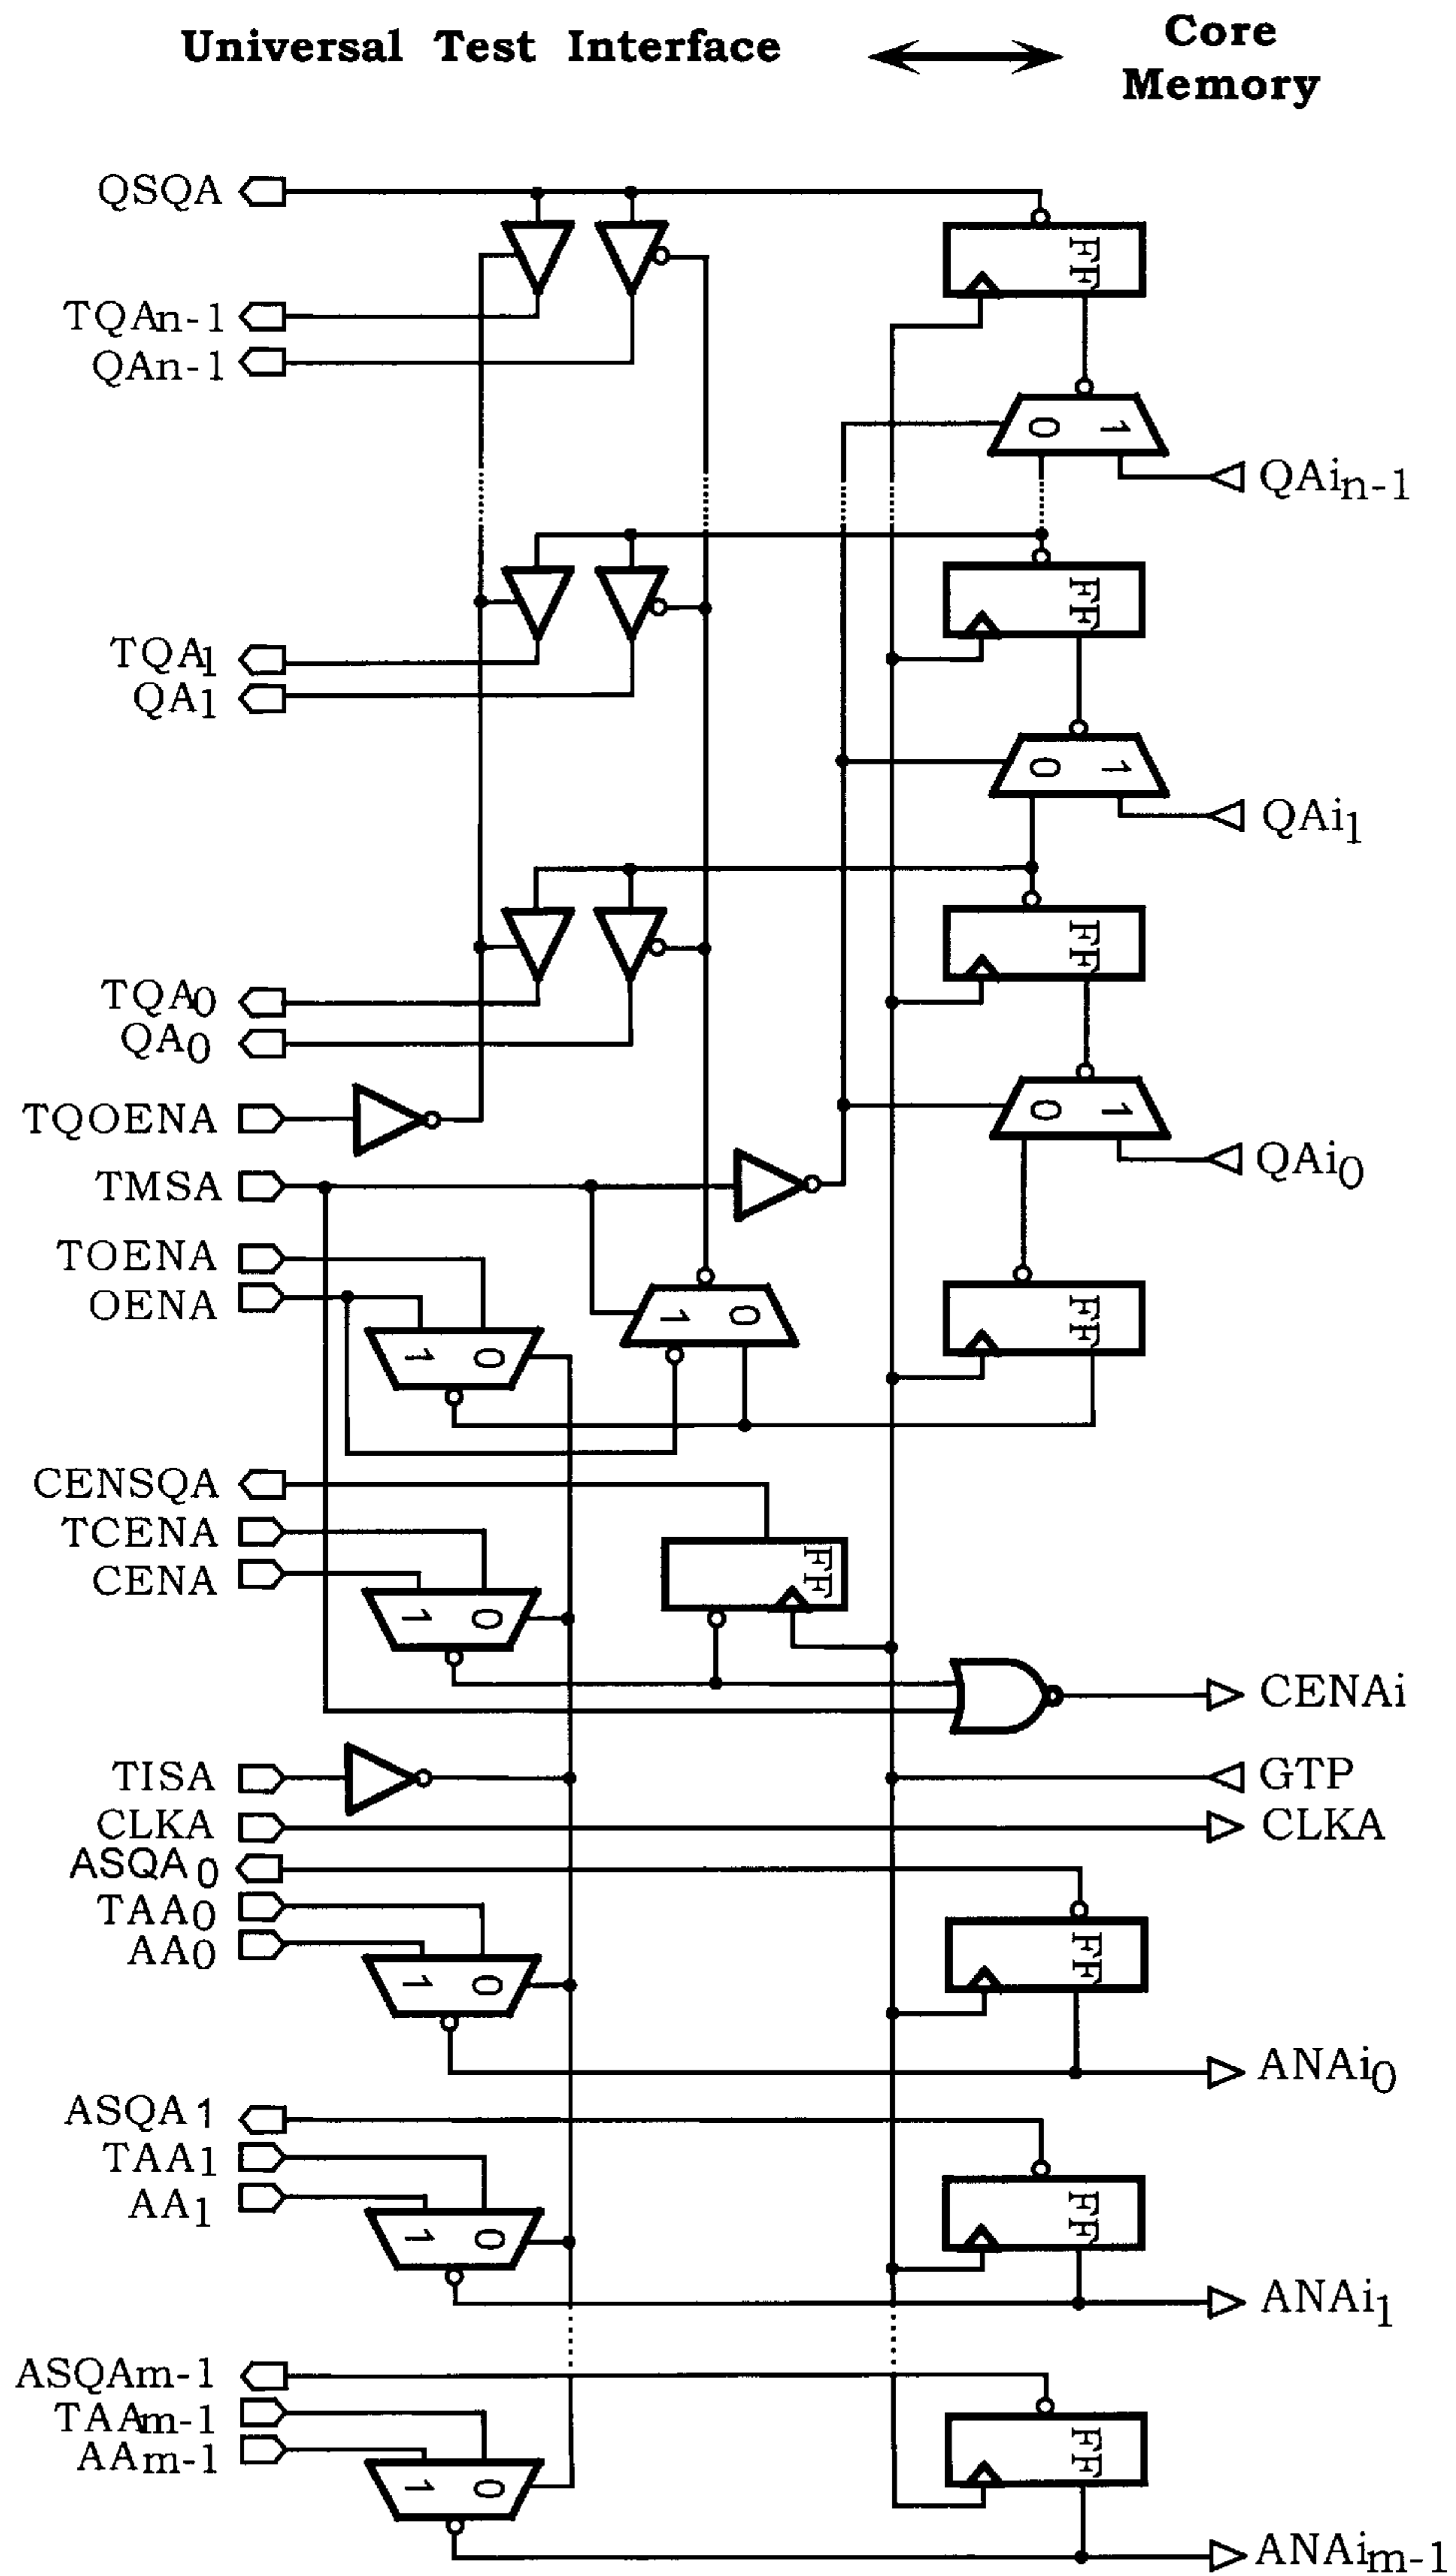 Universal Test Interface
Core
Memory
QSQA
FF
TQAn-1
QAn-1
0 1
QAin-1
FF
TQA1
QA1
0 1
QAi1
FF
TQA0
QA0
0 1
TQOENA
QAi0
TMSA
TOENA
OENA
1 0
FF
1 0
CENSQA
TCENA
FF
CENA
1 0
CENAi
TISA
GTP
CLKA
CLKA
ASQA0
TAA0
AA0
FF
1 0
ANAi0
ASQA1
TAA1
AA1
FF
1 0
ANAi1
ASQAm-1
TAAm-1
AAm-1
FF
1 0
ANAim-1